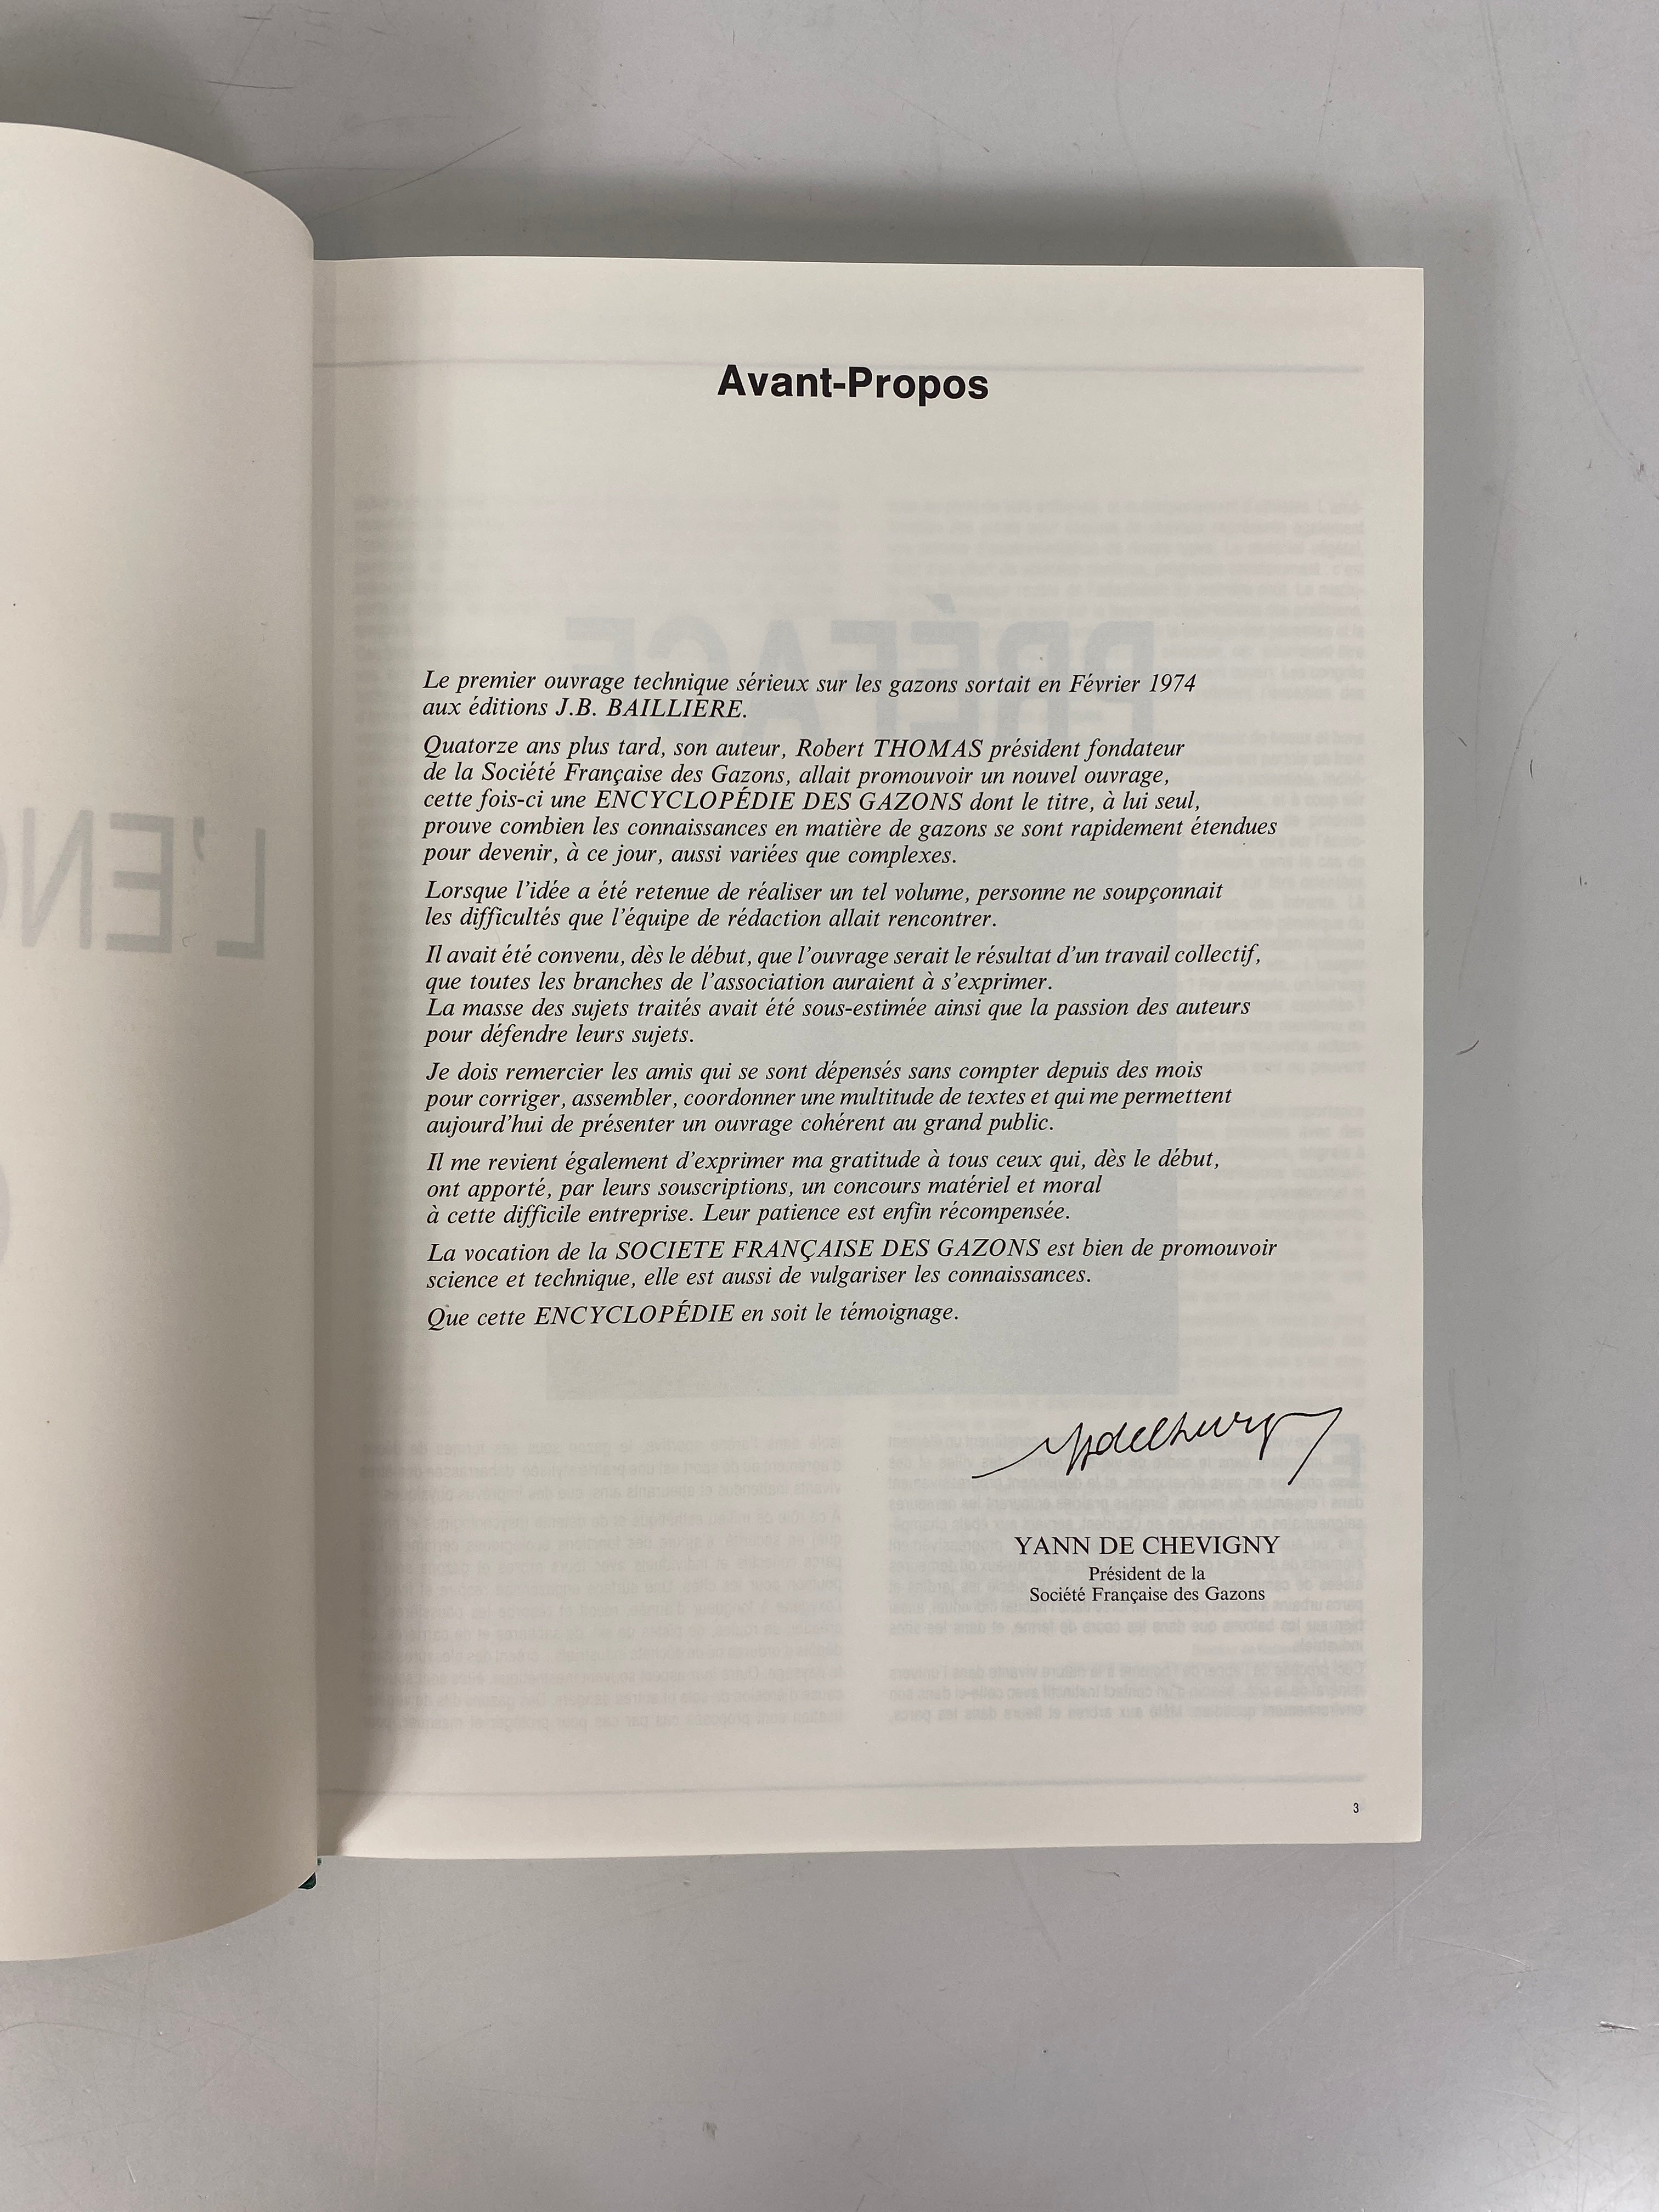 Avant-Propos
Le premier ouvrage technique sérieux sur les gazons sortait en Février 1974
aux éditions J.B. BAILLIERE.
Quatorze ans plus tard, son auteur, Robert THOMAS président fondateur
de la Société Française des Gazons, allait promouvoir un nouvel ouvrage,
cette fois-ci une ENCYCLOPÉDIE DES GAZONS dont le titre, à lui seul,
prouve combien les connaissances en matière de gazons se sont rapidement étendues
pour devenir, à ce jour, aussi variées que complexes.
Lorsque l'idée a été retenue de réaliser un tel volume, personne ne soupçonnait
les difficultés que l'équipe de rédaction allait rencontrer.
Il avait été convenu, dès le début, que l'ouvrage serait le résultat d'un travail collectif,
que toutes les branches de l'association auraient à s'exprimer.
La masse des sujets traités avait été sous-estimée ainsi que la passion des auteurs
pour défendre leurs sujets.
Je dois remercier les amis qui se sont dépensés sans compter depuis des mois
pour corriger, assembler, coordonner une multitude de textes et qui me permettent
aujourd'hui de présenter un ouvrage cohérent au grand public.
Il me revient également d'exprimer ma gratitude à tous ceux qui, dès le début,
ont apporté, par leurs souscriptions, un concours matériel et moral
à cette difficile entreprise. Leur patience est enfin récompensée.
La vocation de la SOCIETE FRANÇAISE DES GAZONS est bien de promouvoir
science et technique, elle est aussi de vulgariser les connaissances.
Que cette ENCYCLOPÉDIE en soit le témoignage.
YANN DE CHEVIGNY
Président de la
Société Française des Gazons
3